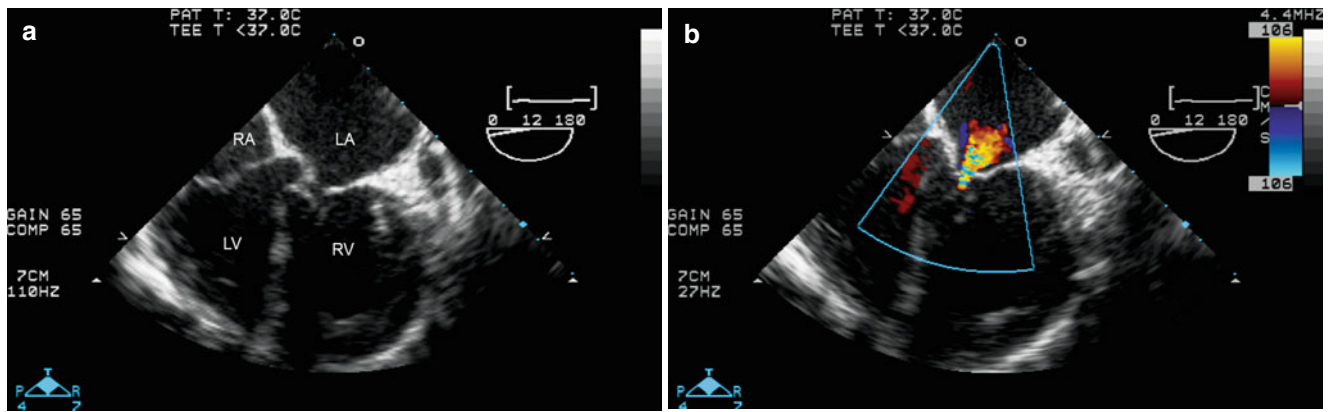 a
PAT T: 37.0C
TEE T <37.0C
RA
LA
0 12 180
GAIN 65
COMP 65
LV
RV
7CM
110HZ
T
P R
4 7
b
PAT T: 37.0C
TEE T <37.0C
4.4MHZ
106
CM/S
106
0 12 180
GAIN 65
COMP 65
7CM
27HZ
T
P R
4 7